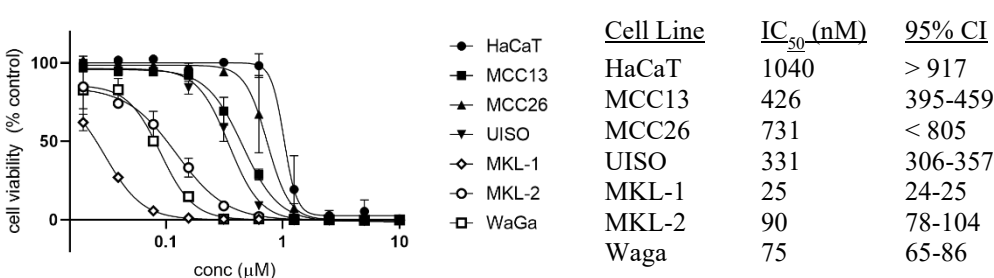 cell viability (% control)
100
50
0
0.1 1 10
conc (μM)
HaCaT
MCC13
MCC26
UISO
MKL-1
MKL-2
WaGa
Cell Line IC50 (nM) 95% CI
HaCaT 1040 > 917
MCC13 426 395-459
MCC26 731 < 805
UISO 331 306-357
MKL-1 25 24-25
MKL-2 90 78-104
Waga 75 65-86